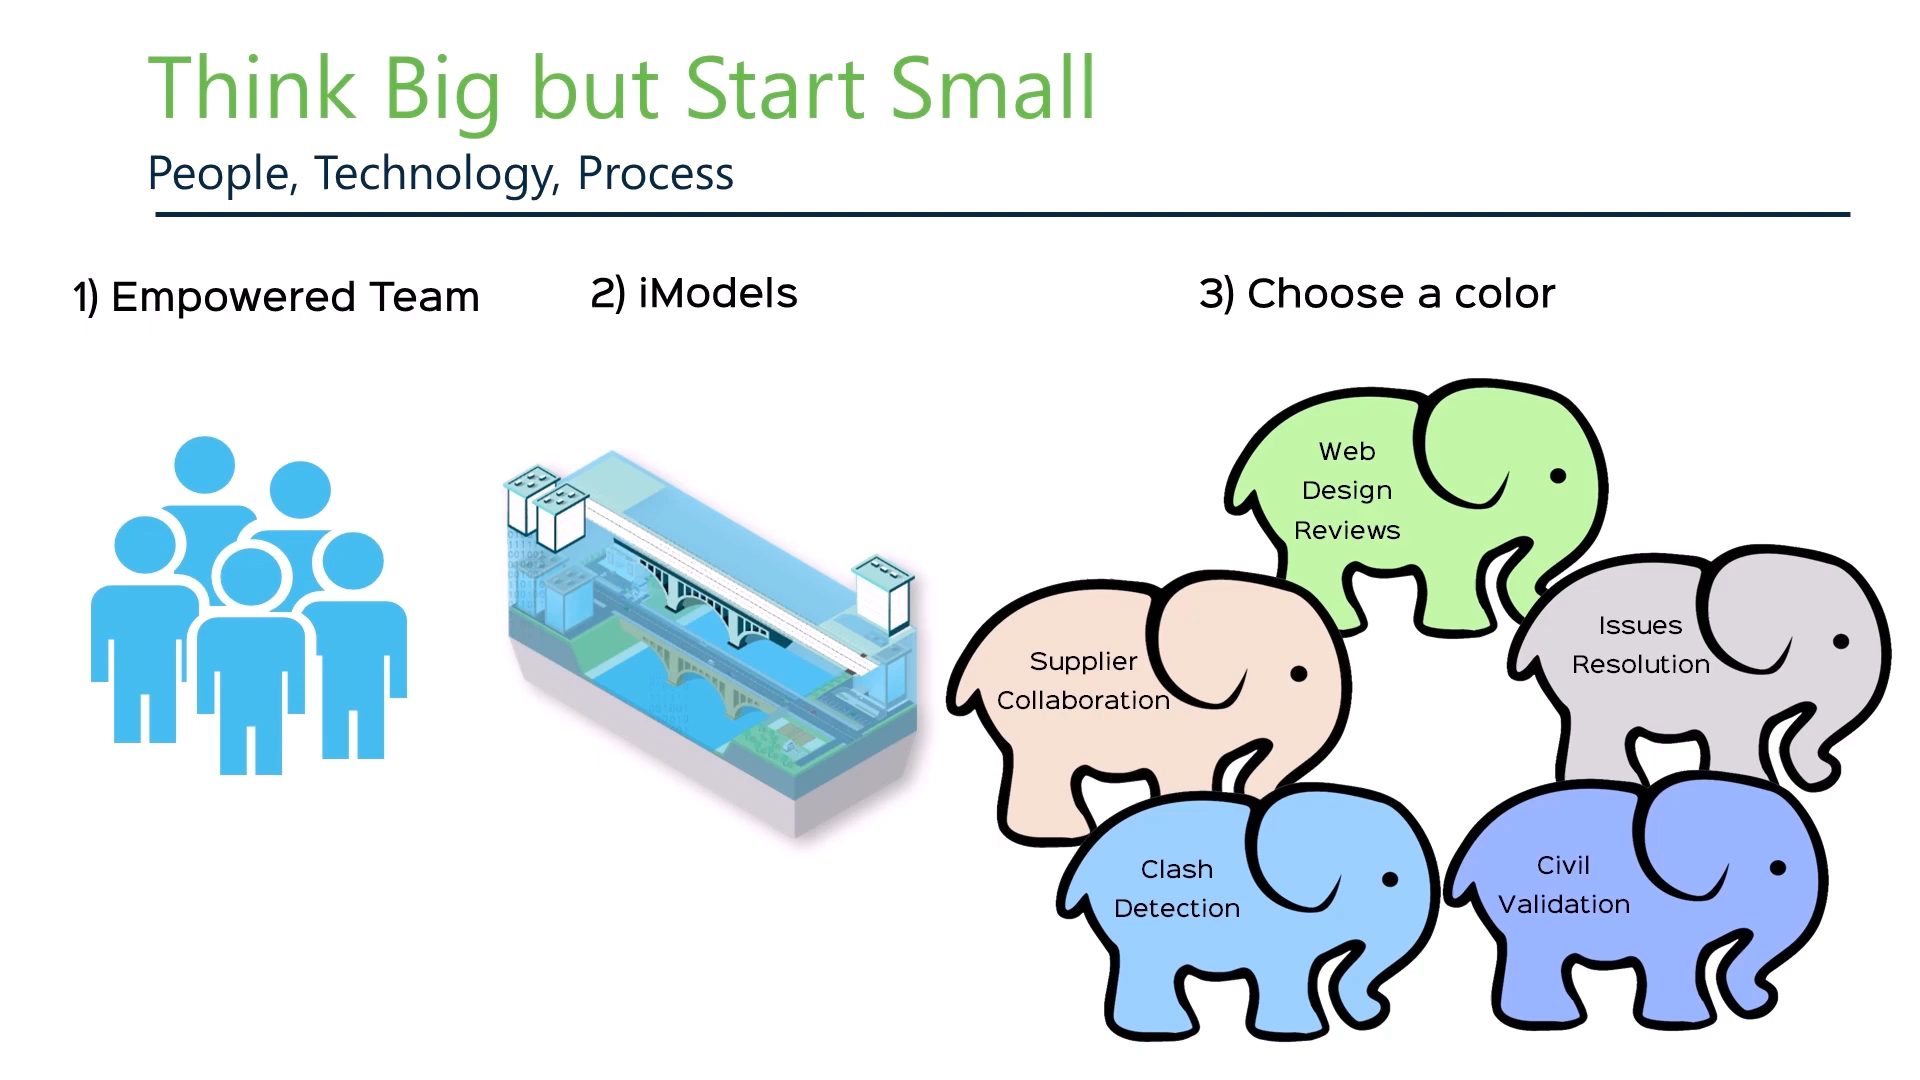 Think Big but Start Small
People, Technology, Process
1) Empowered Team
2) iModels
3) Choose a color
Web
Design
Reviews
Supplier
Collaboration
Issues
Resolution
Clash
Detection
Civil
Validation